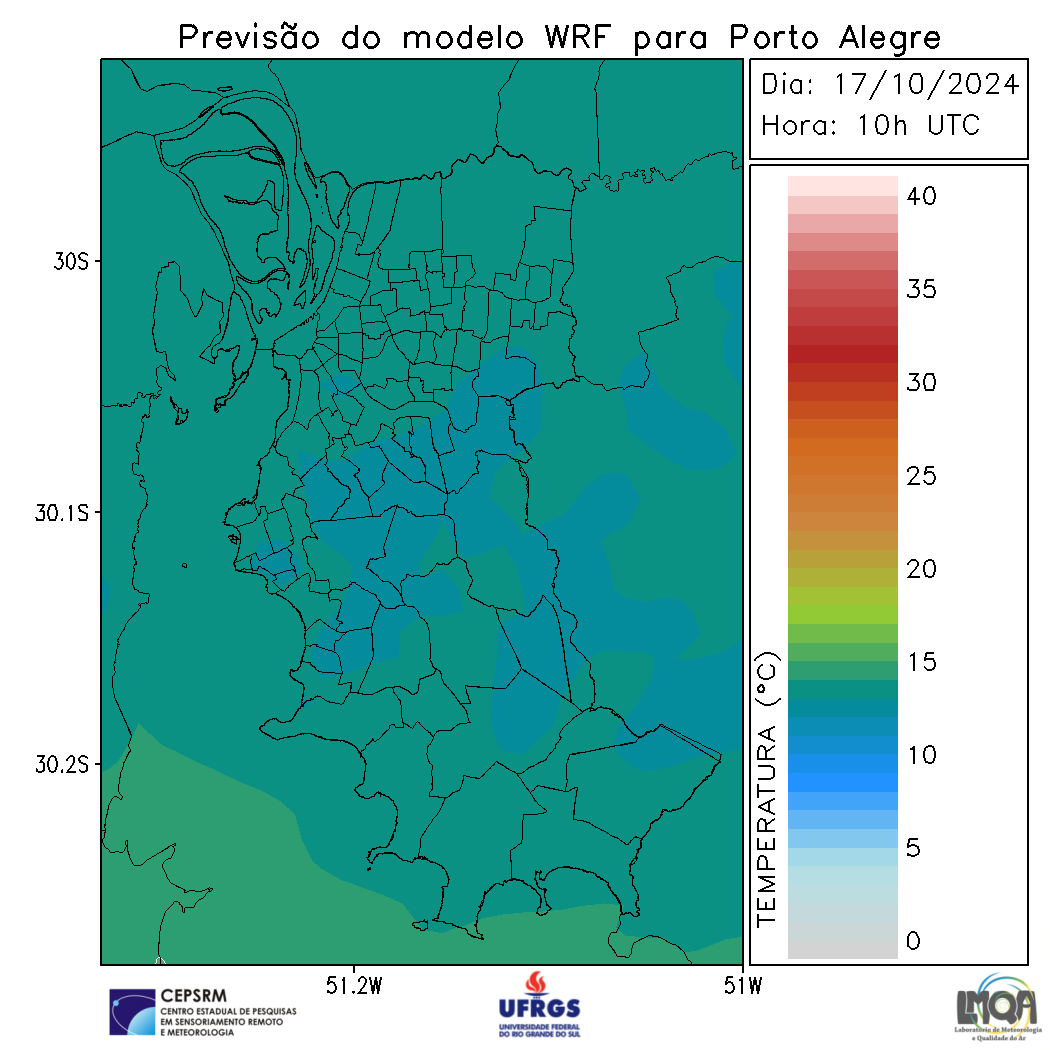 Previsão do modelo WRF para Porto Alegre
Dia: 17/10/2024
Hora: 10h UTC
40
35
30
25
20
15
10
5
0
TEMPERATURA (°C)
30S
30.1S
30.2S
51.2W
51W
CEPSRM
CENTRO ESTADUAL DE PESQUISAS
EM SENSORIAMENTO REMOTO
E METEOROLOGIA
UFRGS
UNIVERSIDADE FEDERAL
DO RIO GRANDE DO SUL
LMQA
Laboratório de Meteorologia
e Qualidade do Ar